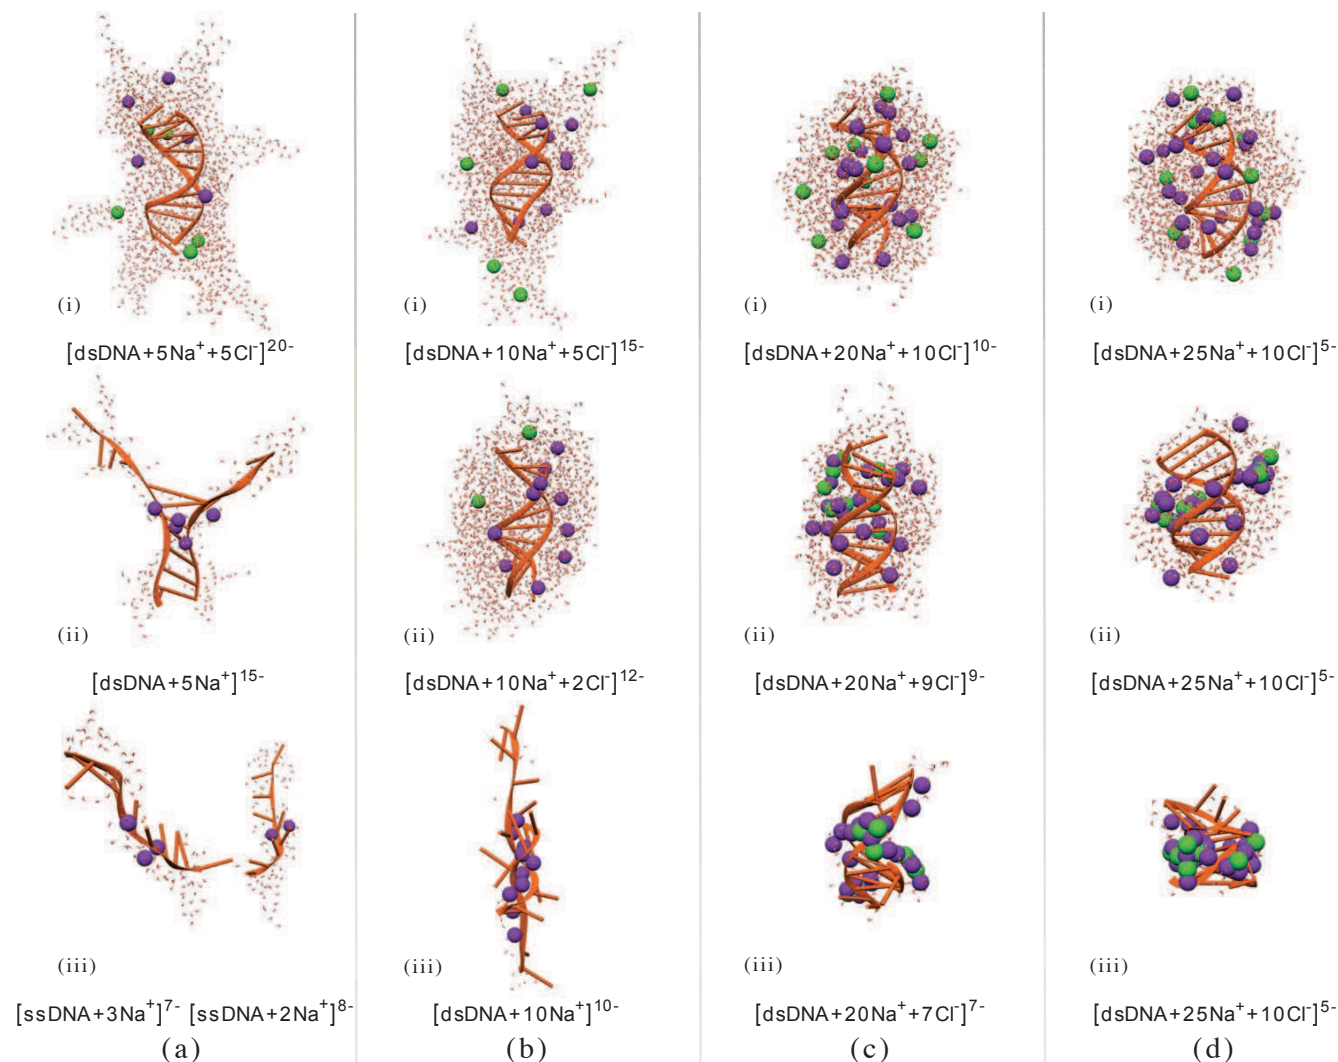 (i) (i) (i) (i)
[dsDNA+5Na⁺+5Cl⁻]²⁰⁻ [dsDNA+10Na⁺+5Cl⁻]¹⁵⁻ [dsDNA+20Na⁺+10Cl⁻]¹⁰⁻ [dsDNA+25Na⁺+10Cl⁻]⁵⁻
(ii) (ii) (ii) (ii)
[dsDNA+5Na⁺]¹⁵⁻ [dsDNA+10Na⁺+2Cl⁻]¹²⁻ [dsDNA+20Na⁺+9Cl⁻]⁹⁻ [dsDNA+25Na⁺+10Cl⁻]⁵⁻
(iii) (iii) (iii) (iii)
[ssDNA+3Na⁺]⁷⁻ [ssDNA+2Na⁺]⁸⁻ [dsDNA+10Na⁺]¹⁰⁻ [dsDNA+20Na⁺+7Cl⁻]⁷⁻ [dsDNA+25Na⁺+10Cl⁻]⁵⁻
(a) (b) (c) (d)